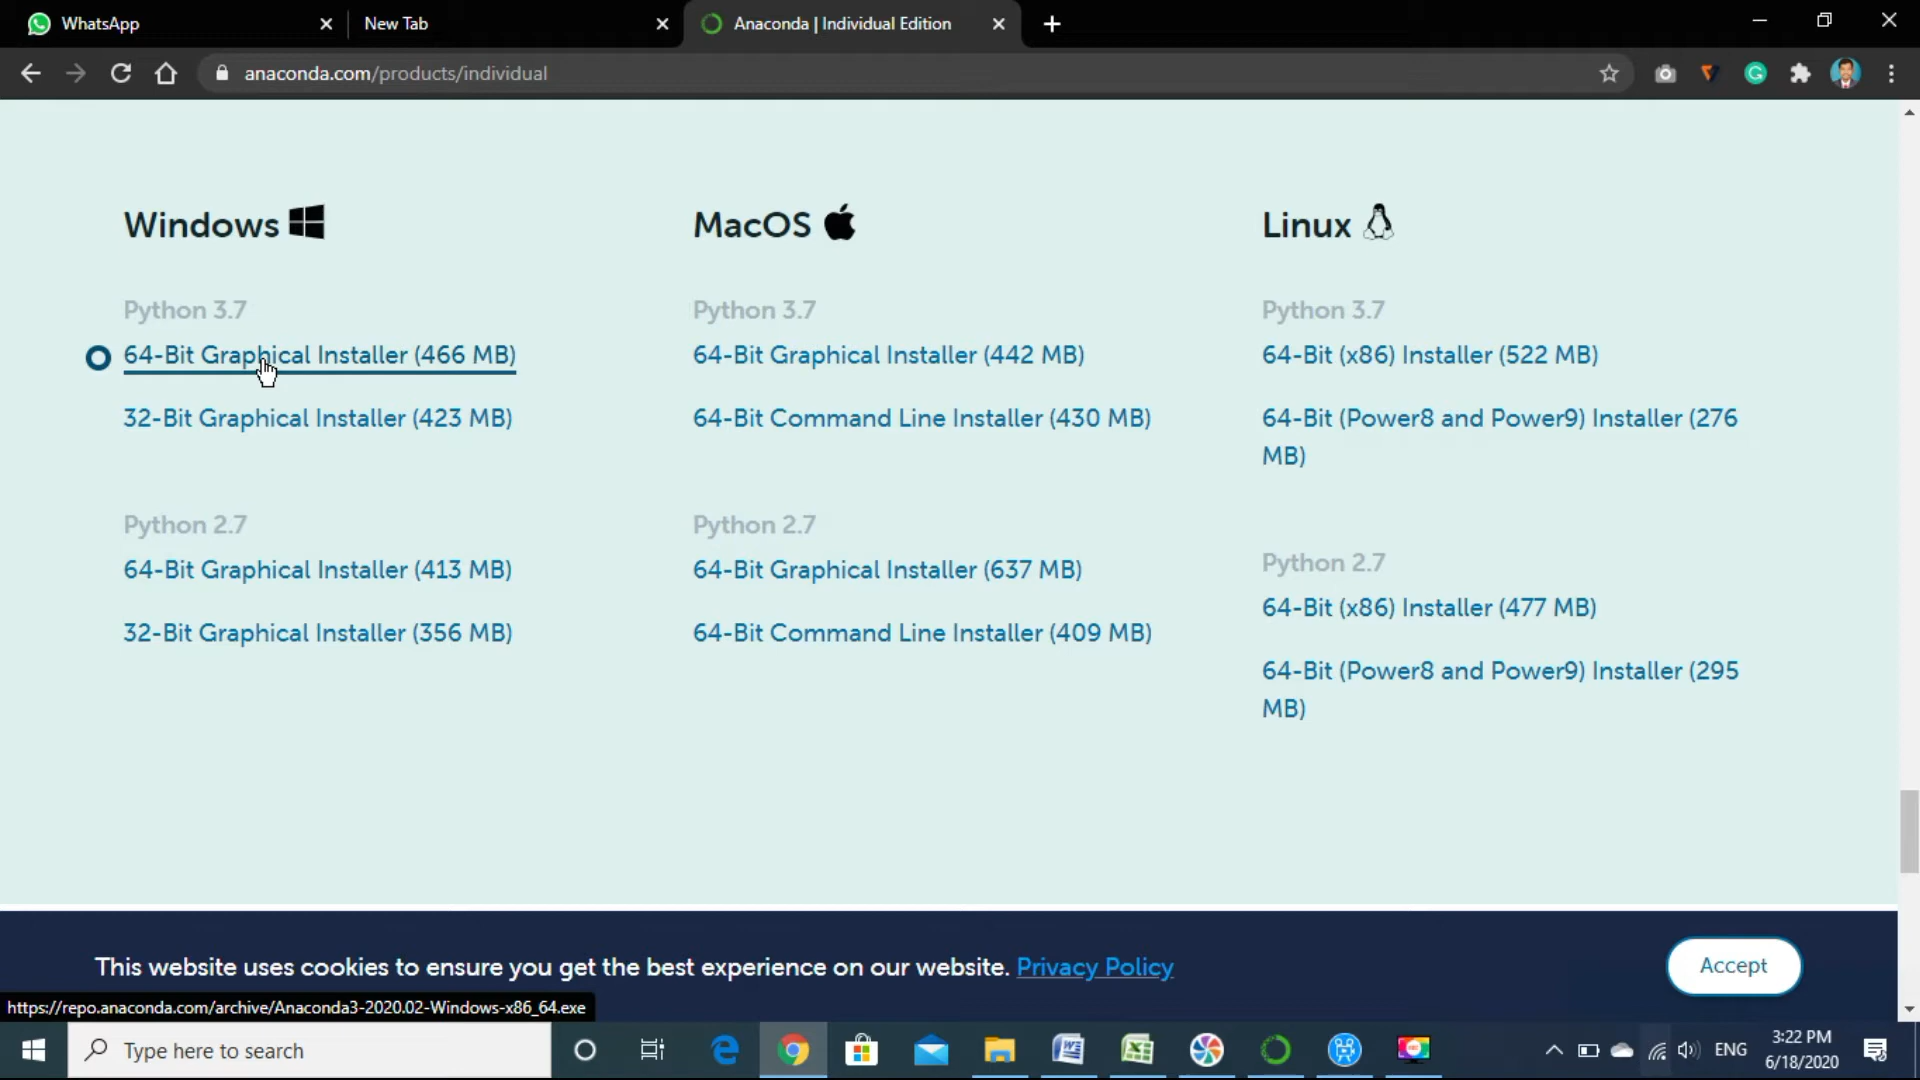 WhatsApp
New Tab
Anaconda | Individual Edition
anaconda.com/products/individual
Windows
MacOS
Linux
Python 3.7
Python 3.7
Python 3.7
64-Bit Graphical Installer (466 MB)
64-Bit Graphical Installer (442 MB)
64-Bit (x86) Installer (522 MB)
32-Bit Graphical Installer (423 MB)
64-Bit Command Line Installer (430 MB)
64-Bit (Power8 and Power9) Installer (276
MB)
Python 2.7
Python 2.7
Python 2.7
64-Bit Graphical Installer (413 MB)
64-Bit Graphical Installer (637 MB)
64-Bit (x86) Installer (477 MB)
32-Bit Graphical Installer (356 MB)
64-Bit Command Line Installer (409 MB)
64-Bit (Power8 and Power9) Installer (295
MB)
This website uses cookies to ensure you get the best experience on our website. Privacy Policy
Accept
https://repo.anaconda.com/archive/Anaconda3-2020.02-Windows-x86_64.exe
Type here to search
ENG
3:22 PM
6/18/2020